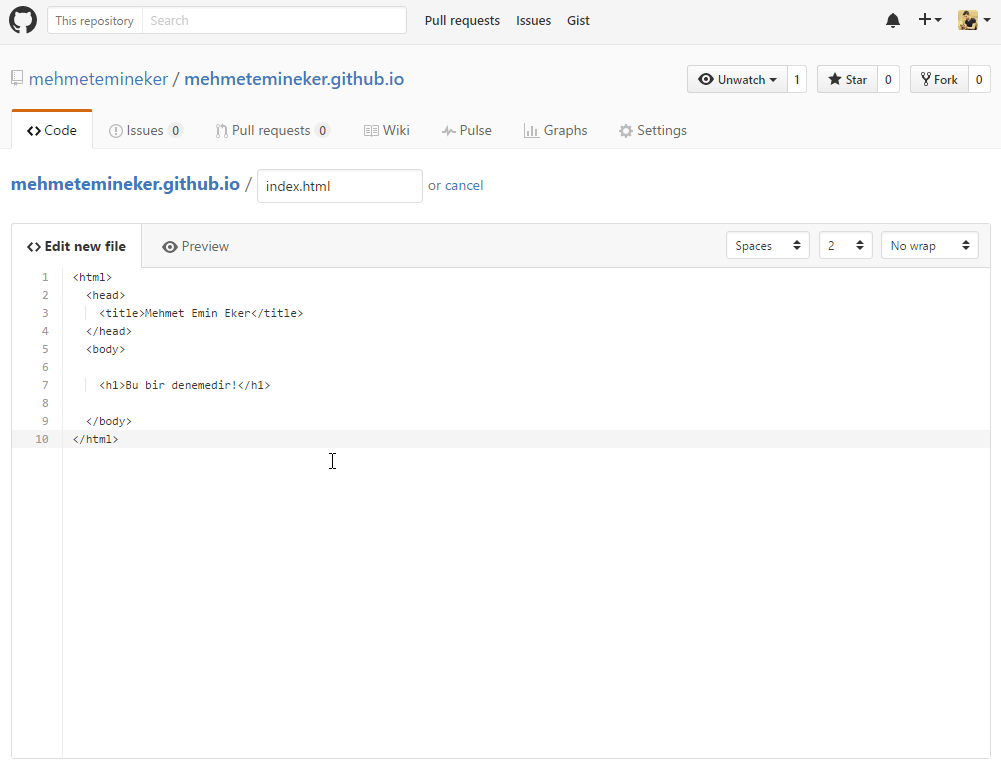 This repository Search Pull requests Issues Gist
mehmetemineker / mehmetemineker.github.io Unwatch 1 Star 0 Fork 0
Code Issues 0 Pull requests 0 Wiki Pulse Graphs Settings
mehmetemineker.github.io / index.html or cancel
Edit new file Preview Spaces 2 No wrap
1 <html>
2 <head>
3 <title>Mehmet Emin Eker</title>
4 </head>
5 <body>
6
7 <h1>Bu bir denemedir!</h1>
8
9 </body>
10 </html>